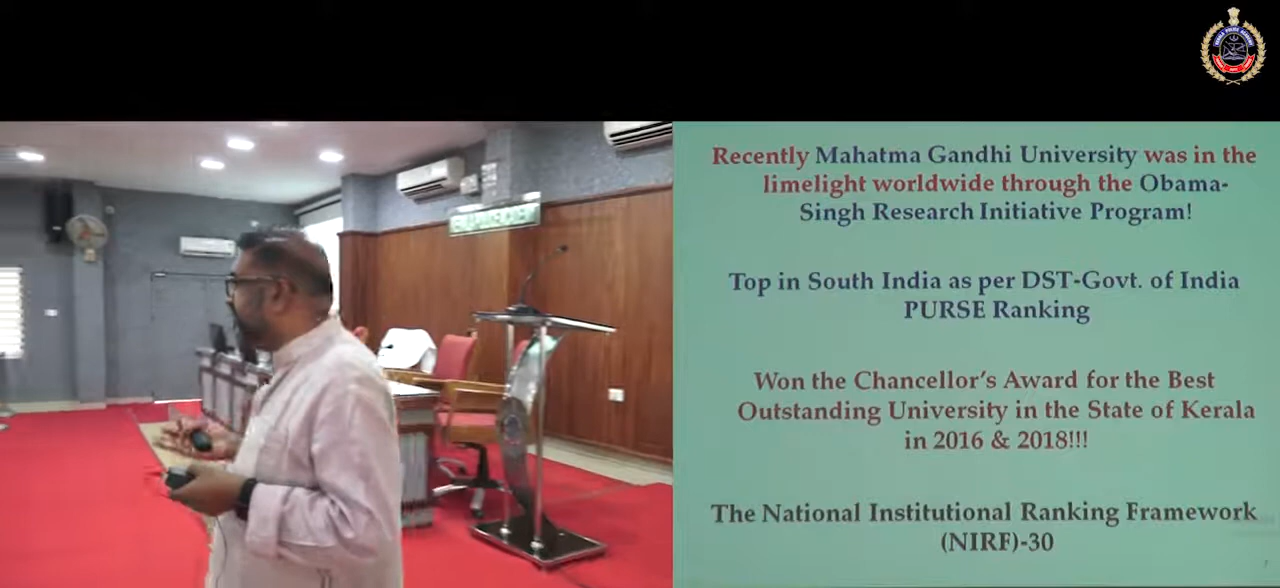 Recently Mahatma Gandhi University was in the
limelight worldwide through the Obama-
Singh Research Initiative Program!
Top in South India as per DST-Govt. of India
PURSE Ranking
Won the Chancellor's Award for the Best
Outstanding University in the State of Kerala
in 2016 & 2018!!!
The National Institutional Ranking Framework
(NIRF)-30